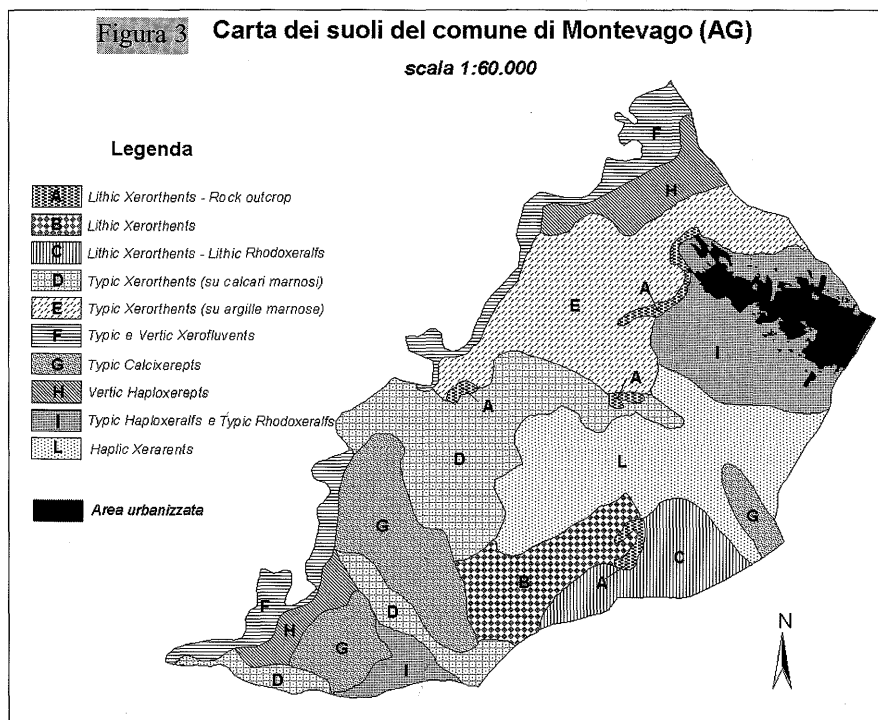 Figura 3 Carta dei suoli del comune di Montevago (AG)
scala 1:60.000
Legenda
A Lithic Xerorthents - Rock outcrop
B Lithic Xerorthents
C Lithic Xerorthents - Lithic Rhodoxeralfs
D Typic Xerorthents (su calcari marnosi)
E Typic Xerorthents (su argille marnose)
F Typic e Vertic Xerofluvents
G Typic Calcixerepts
H Vertic Haploxerepts
I Typic Haploxeralfs e Typic Rhodoxeralfs
L Haplic Xerarents
Area urbanizzata
F
H
A
E
I
A
A
D
L
G
G
B
C
A
D
F
H
G
I
D
N